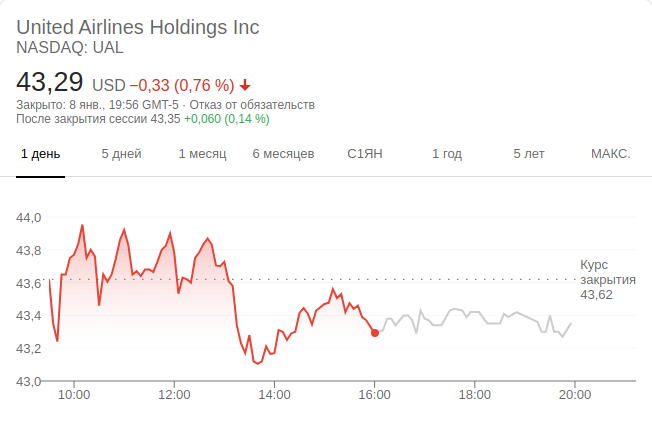 United Airlines Holdings Inc
NASDAQ: UAL
43,29 USD −0,33 (0,76 %)
Закрыто: 8 янв., 19:56 GMT-5 · Отказ от обязательств
После закрытия сессии 43,35 +0,060 (0,14 %)
1 день 5 дней 1 месяц 6 месяцев С1ЯН 1 год 5 лет МАКС.
44,0
43,8
Курс
закрытия
43,62
43,6
43,4
43,2
43,0
10:00 12:00 14:00 16:00 18:00 20:00